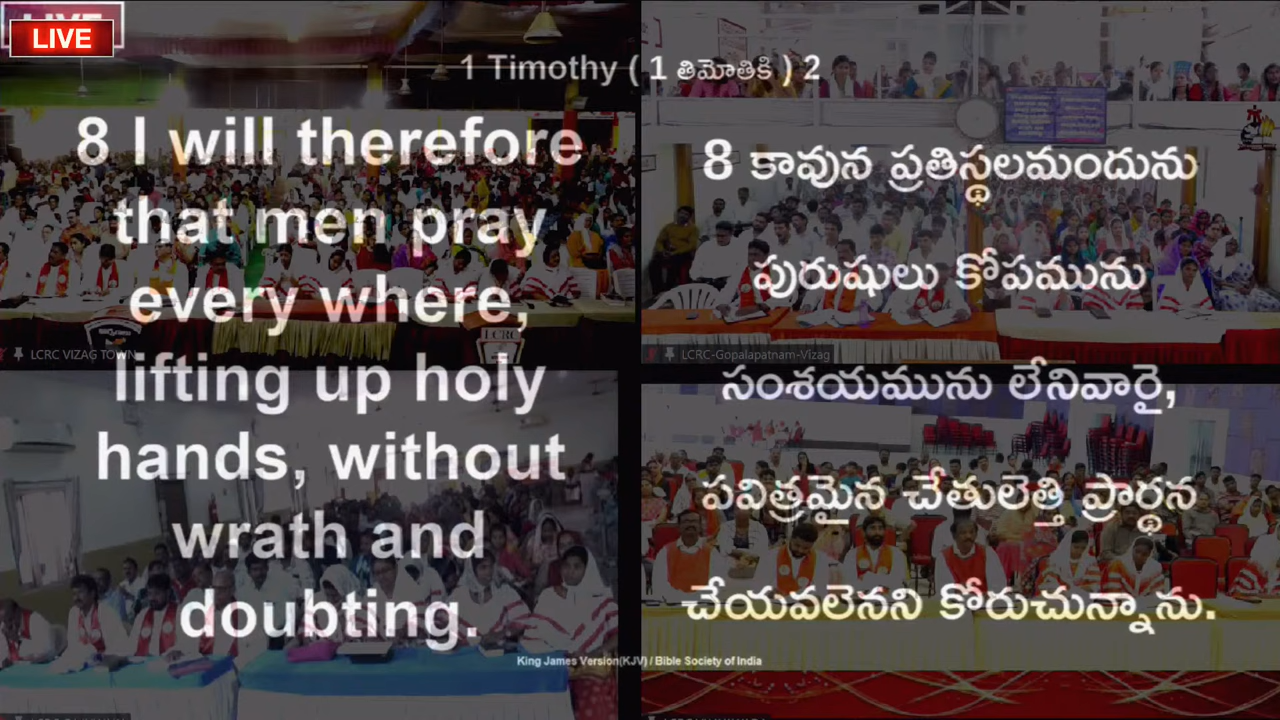 LIVE
1 Timothy ( 1 తిమోతికి ) 2
8 I will therefore
that men pray
every where,
lifting up holy
hands, without
wrath and
doubting.
8 కావున ప్రతిస్థలమందును
పురుషులు కోపమును
సంశయమును లేనివారై,
పవిత్రమైన చేతులెత్తి ప్రార్థన
చేయవలెనని కోరుచున్నాను.
King James Version(KJV) / Bible Society of India
LCRC VIZAG TOWN
LCRC-Gopalapatnam-Vizag
LCRC